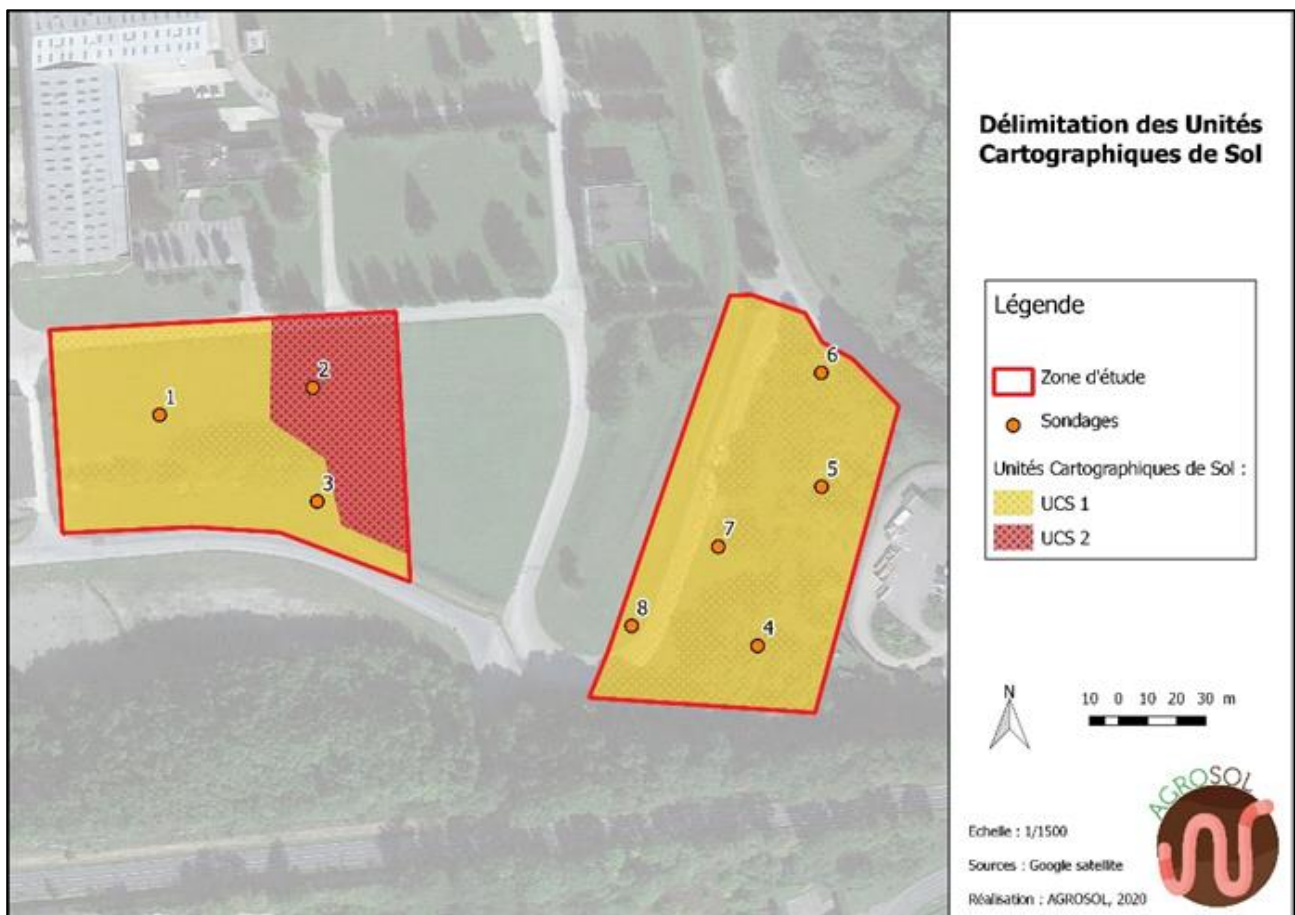 Délimitation des Unités
Cartographiques de Sol
Légende
Zone d'étude
Sondages
Unités Cartographiques de Sol :
UCS 1
UCS 2
1
2
3
6
5
7
8
4
N
10 0 10 20 30 m
AGROSOL
Echelle : 1/1500
Sources : Google satellite
Réalisation : AGROSOL, 2020